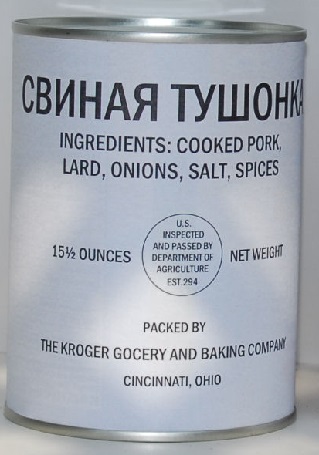 СВИНАЯ ТУШОНКА
INGREDIENTS: COOKED PORK,
LARD, ONIONS, SALT, SPICES
15½ OUNCES
U.S.
INSPECTED
AND PASSED BY
DEPARTMENT OF
AGRICULTURE
EST 294
NET WEIGHT
PACKED BY
THE KROGER GOCERY AND BAKING COMPANY
CINCINNATI, OHIO